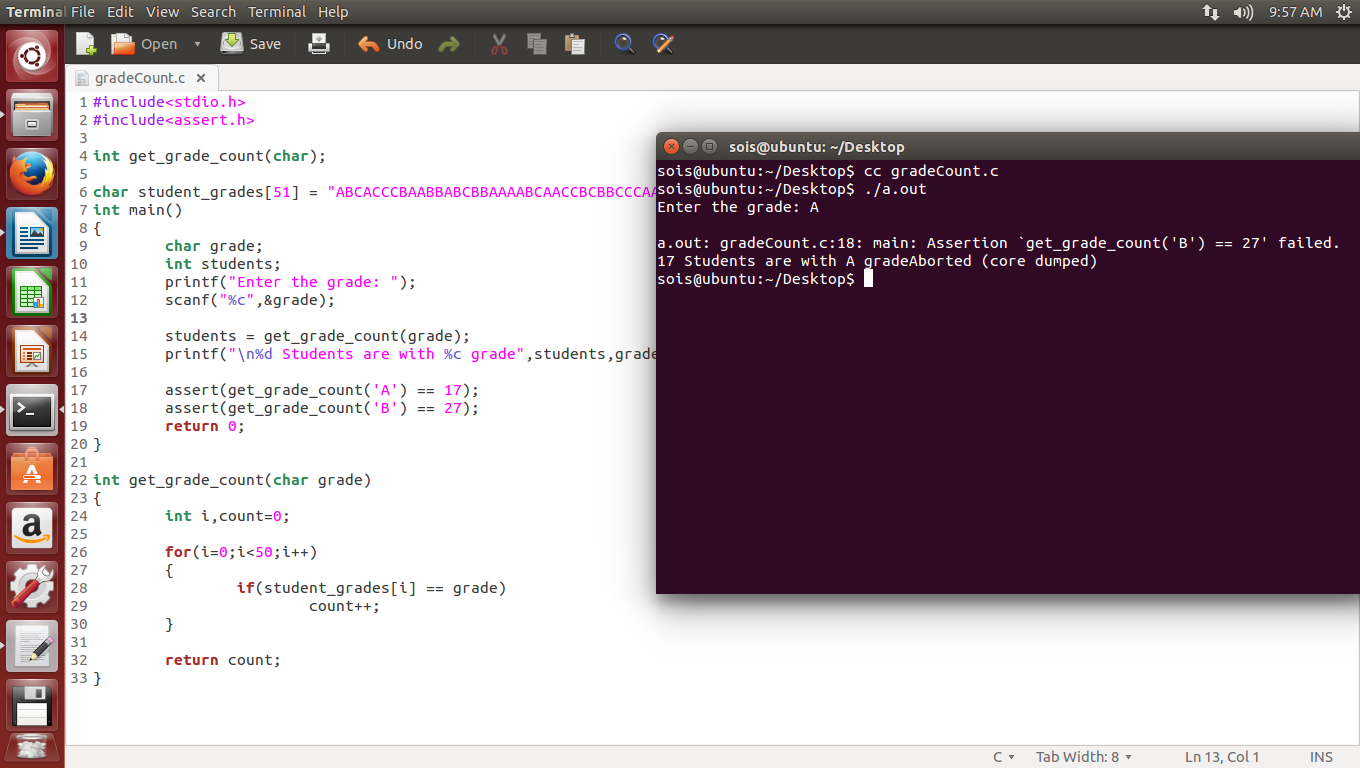 Terminal File Edit View Search Terminal Help 9:57 AM
Open Save Undo
gradeCount.c
1 #include<stdio.h>
2 #include<assert.h>
3
4 int get_grade_count(char);
5
6 char student_grades[51] = "ABCACCCBAABBABCBBAAAABCAACCBCBBCCCAA
7 int main()
8 {
9 char grade;
10 int students;
11 printf("Enter the grade: ");
12 scanf("%c",&grade);
13
14 students = get_grade_count(grade);
15 printf("\n%d Students are with %c grade",students,grade
16
17 assert(get_grade_count('A') == 17);
18 assert(get_grade_count('B') == 27);
19 return 0;
20 }
21
22 int get_grade_count(char grade)
23 {
24 int i,count=0;
25
26 for(i=0;i<50;i++)
27 {
28 if(student_grades[i] == grade)
29 count++;
30 }
31
32 return count;
33 }
sois@ubuntu: ~/Desktop
sois@ubuntu:~/Desktop$ cc gradeCount.c
sois@ubuntu:~/Desktop$ ./a.out
Enter the grade: A
a.out: gradeCount.c:18: main: Assertion `get_grade_count('B') == 27' failed.
17 Students are with A gradeAborted (core dumped)
sois@ubuntu:~/Desktop$
C Tab Width: 8 Ln 13, Col 1 INS